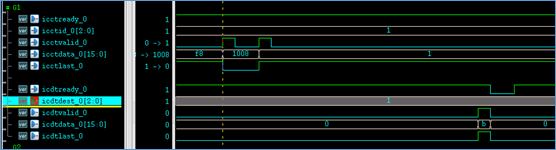 G1
icctready_0 1
icctid_0[2:0] 1 1
icctvalid_0 0 -> 1
icctdata_0[15:0] -> 1008 f8 1008 1
icctlast_0 1 -> 0
icdtready_0 1
icdtdest_0[2:0] 1 1
icdtvalid_0 0
icdtdata_0[15:0] 0 0 b 0
icdtlast_0 0
G2